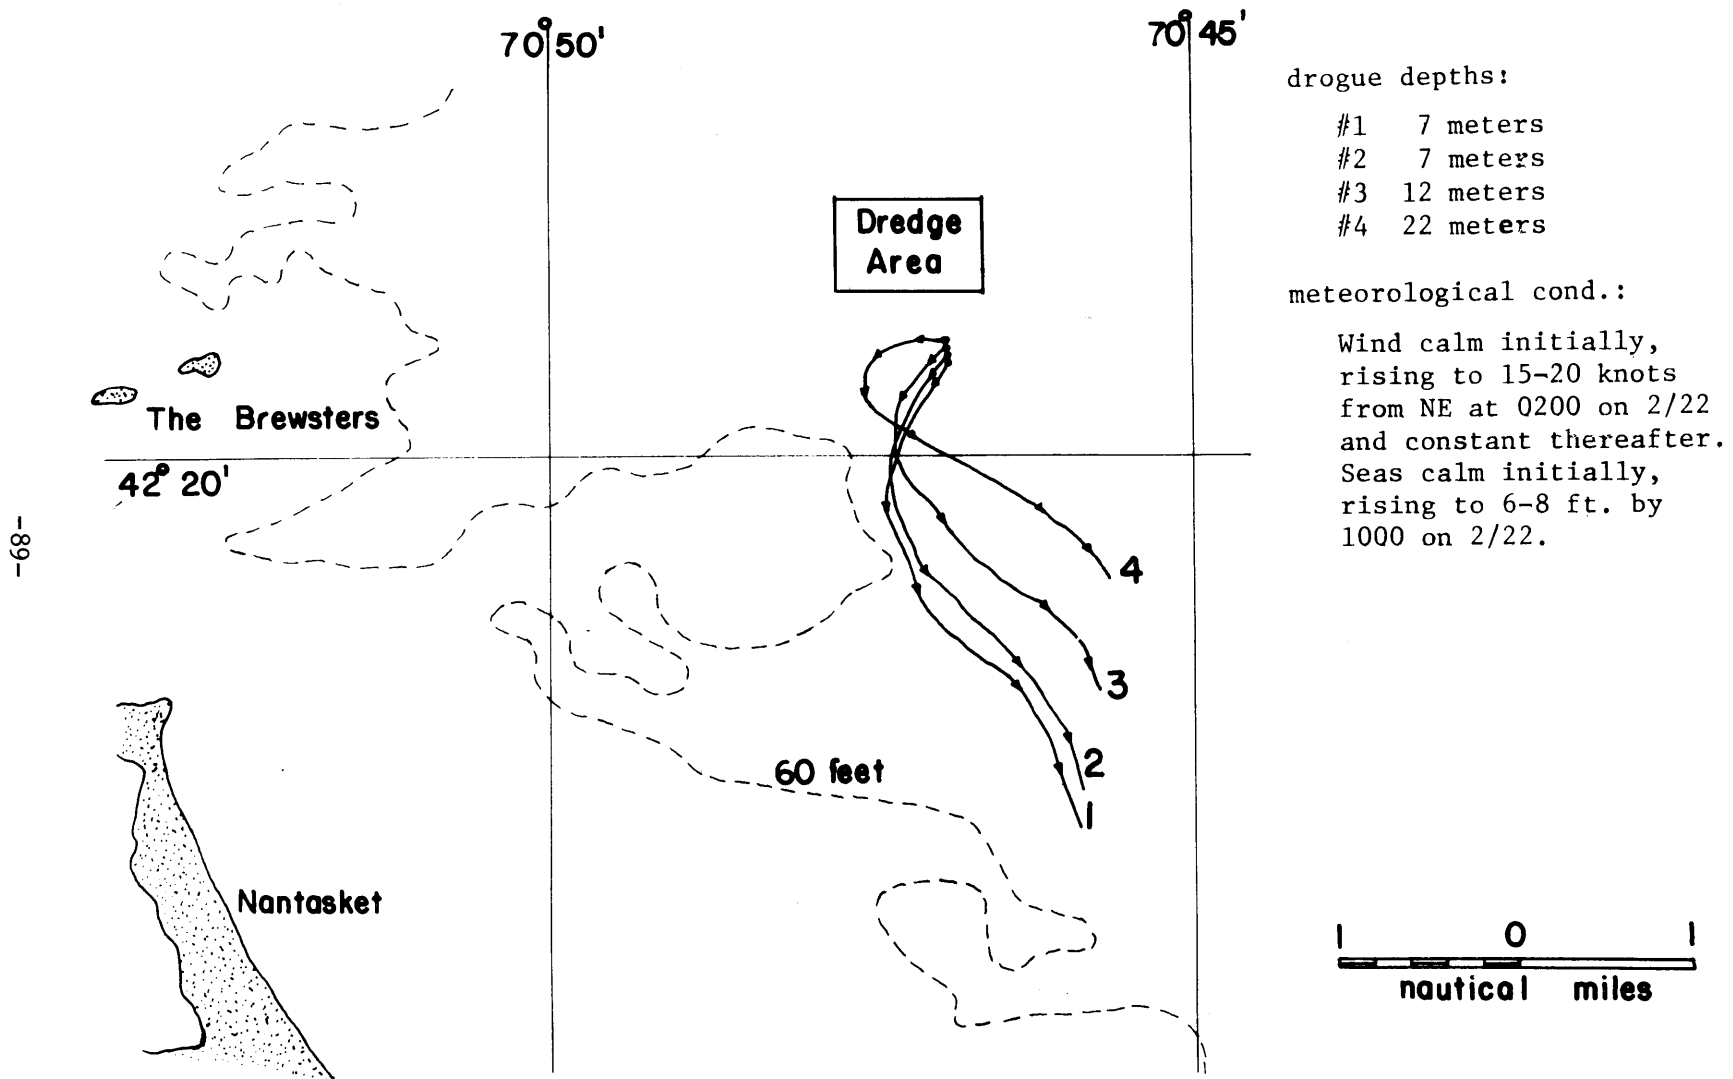 70°50'
70°45'
drogue depths:
#1 7 meters
#2 7 meters
#3 12 meters
#4 22 meters
Dredge
Area
meteorological cond.:
Wind calm initially,
rising to 15-20 knots
from NE at 0200 on 2/22
and constant thereafter.
Seas calm initially,
rising to 6-8 ft. by
1000 on 2/22.
The Brewsters
42° 20'
-89-
4
3
2
1
60 feet
Nantasket
1 0 1
nautical miles